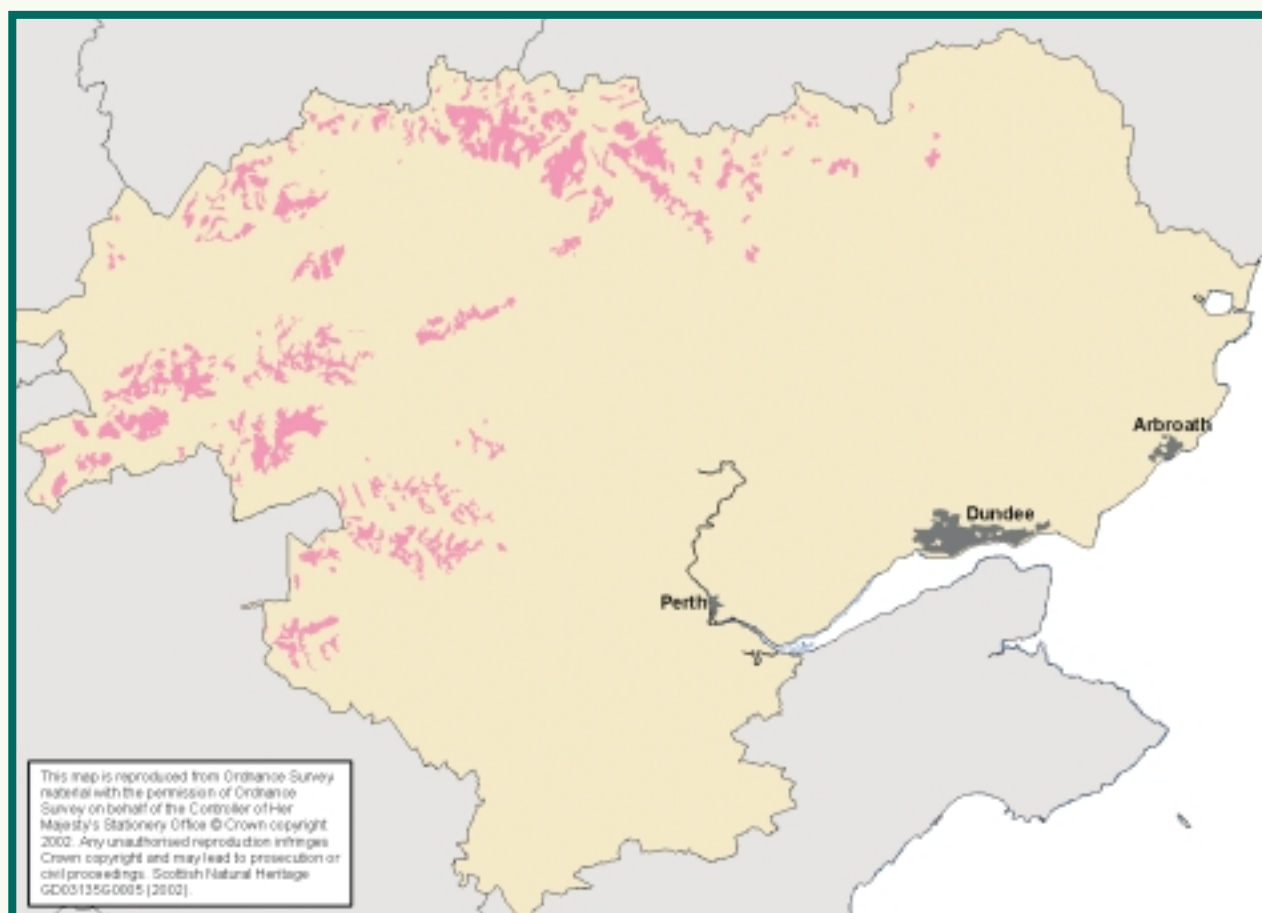 Arbroath
Dundee
Perth
This map is reproduced from Ordnance Survey
material with the permission of Ordnance
Survey on behalf of the Controller of Her
Majesty's Stationery Office © Crown copyright
2002. Any unauthorised reproduction infringes
Crown copyright and may lead to prosecution or
civil proceedings. Scottish Natural Heritage
GD03135G0005 [2002].